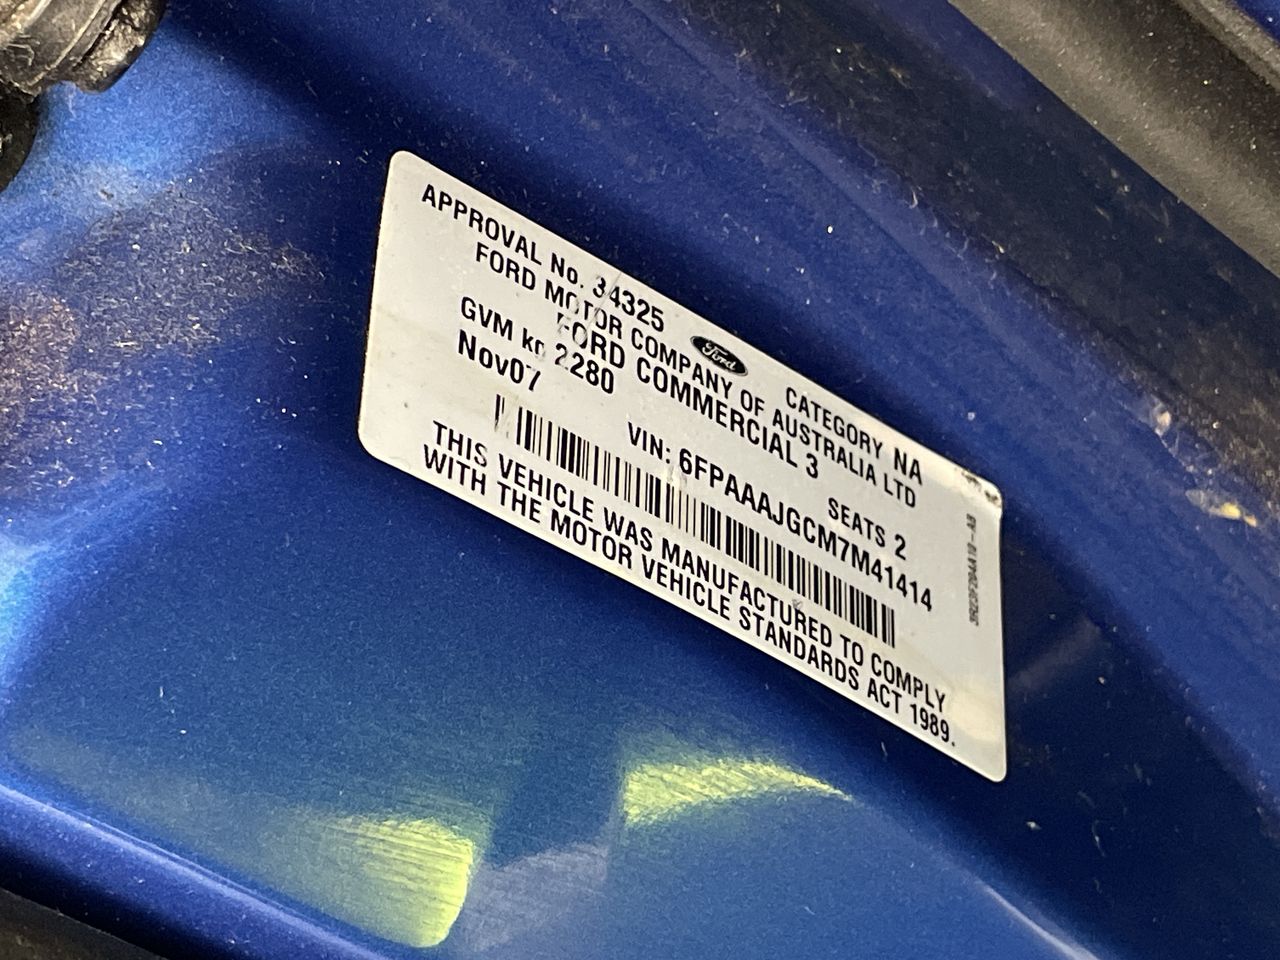 APPROVAL No. 34325 Ford CATEGORY NA
FORD MOTOR COMPANY OF AUSTRALIA LTD
FORD COMMERCIAL 3
GVM kg 2280 SEATS 2
Nov07 VIN: 6FPAAAJGCM7M41414
THIS VEHICLE WAS MANUFACTURED TO COMPLY
WITH THE MOTOR VEHICLE STANDARDS ACT 1989.